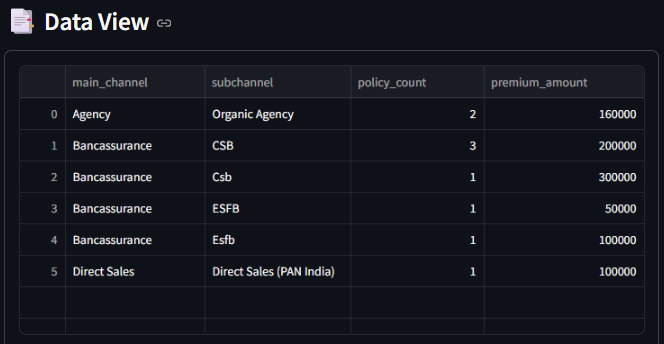 Data View
main_channel subchannel policy_count premium_amount
0 Agency Organic Agency 2 160000
1 Bancassurance CSB 3 200000
2 Bancassurance Csb 1 300000
3 Bancassurance ESFB 1 50000
4 Bancassurance Esfb 1 100000
5 Direct Sales Direct Sales (PAN India) 1 100000